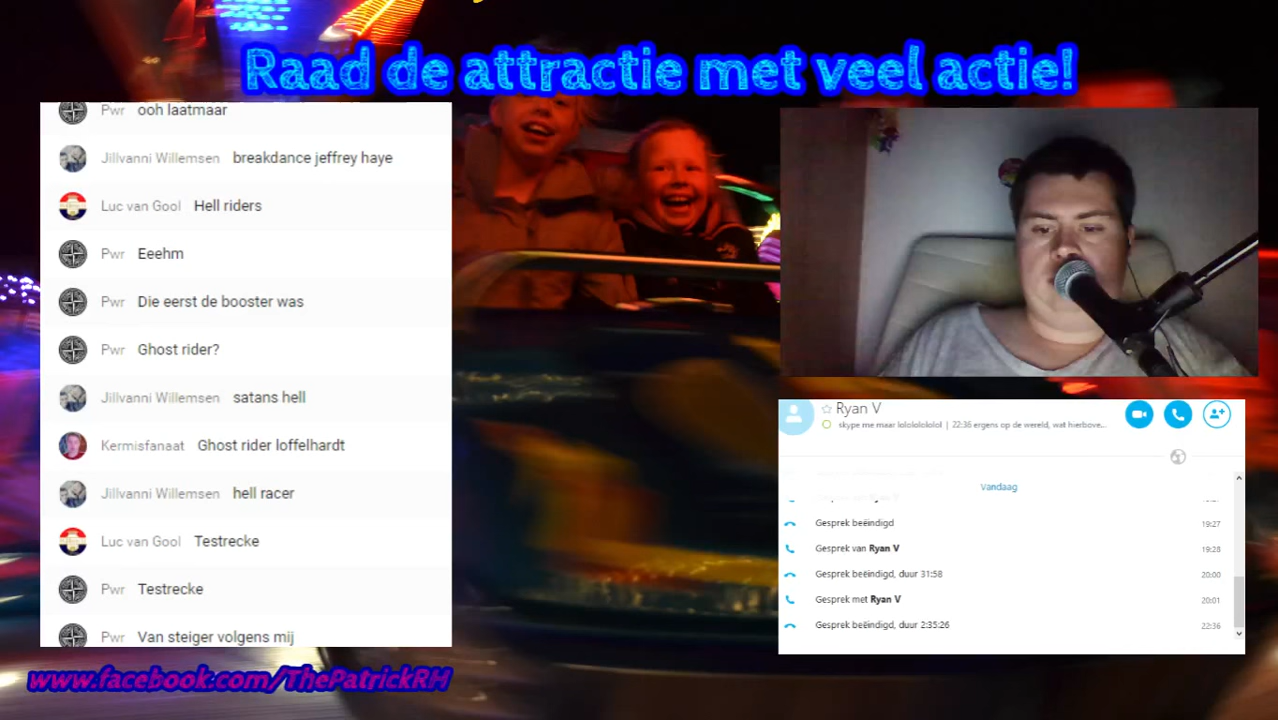 Raad de attractie met veel actie!
Pwr ooh laatmaar
Jillvanni Willemsen breakdance jeffrey haye
Luc van Gool Hell riders
Pwr Eeehm
Pwr Die eerst de booster was
Pwr Ghost rider?
Jillvanni Willemsen satans hell
Kermisfanaat Ghost rider loffelhardt
Jillvanni Willemsen hell racer
Luc van Gool Testrecke
Pwr Testrecke
Pwr Van steiger volgens mij
www.facebook.com/ThePatrickRH
Ryan V
skype me maar lolololololol | 22:36 ergens op de wereld, wat hierbove...
Vandaag
Gesprek beëindigd 19:27
Gesprek van Ryan V 19:28
Gesprek beëindigd, duur 31:58 20:00
Gesprek met Ryan V 20:01
Gesprek beëindigd, duur 2:35:26 22:36